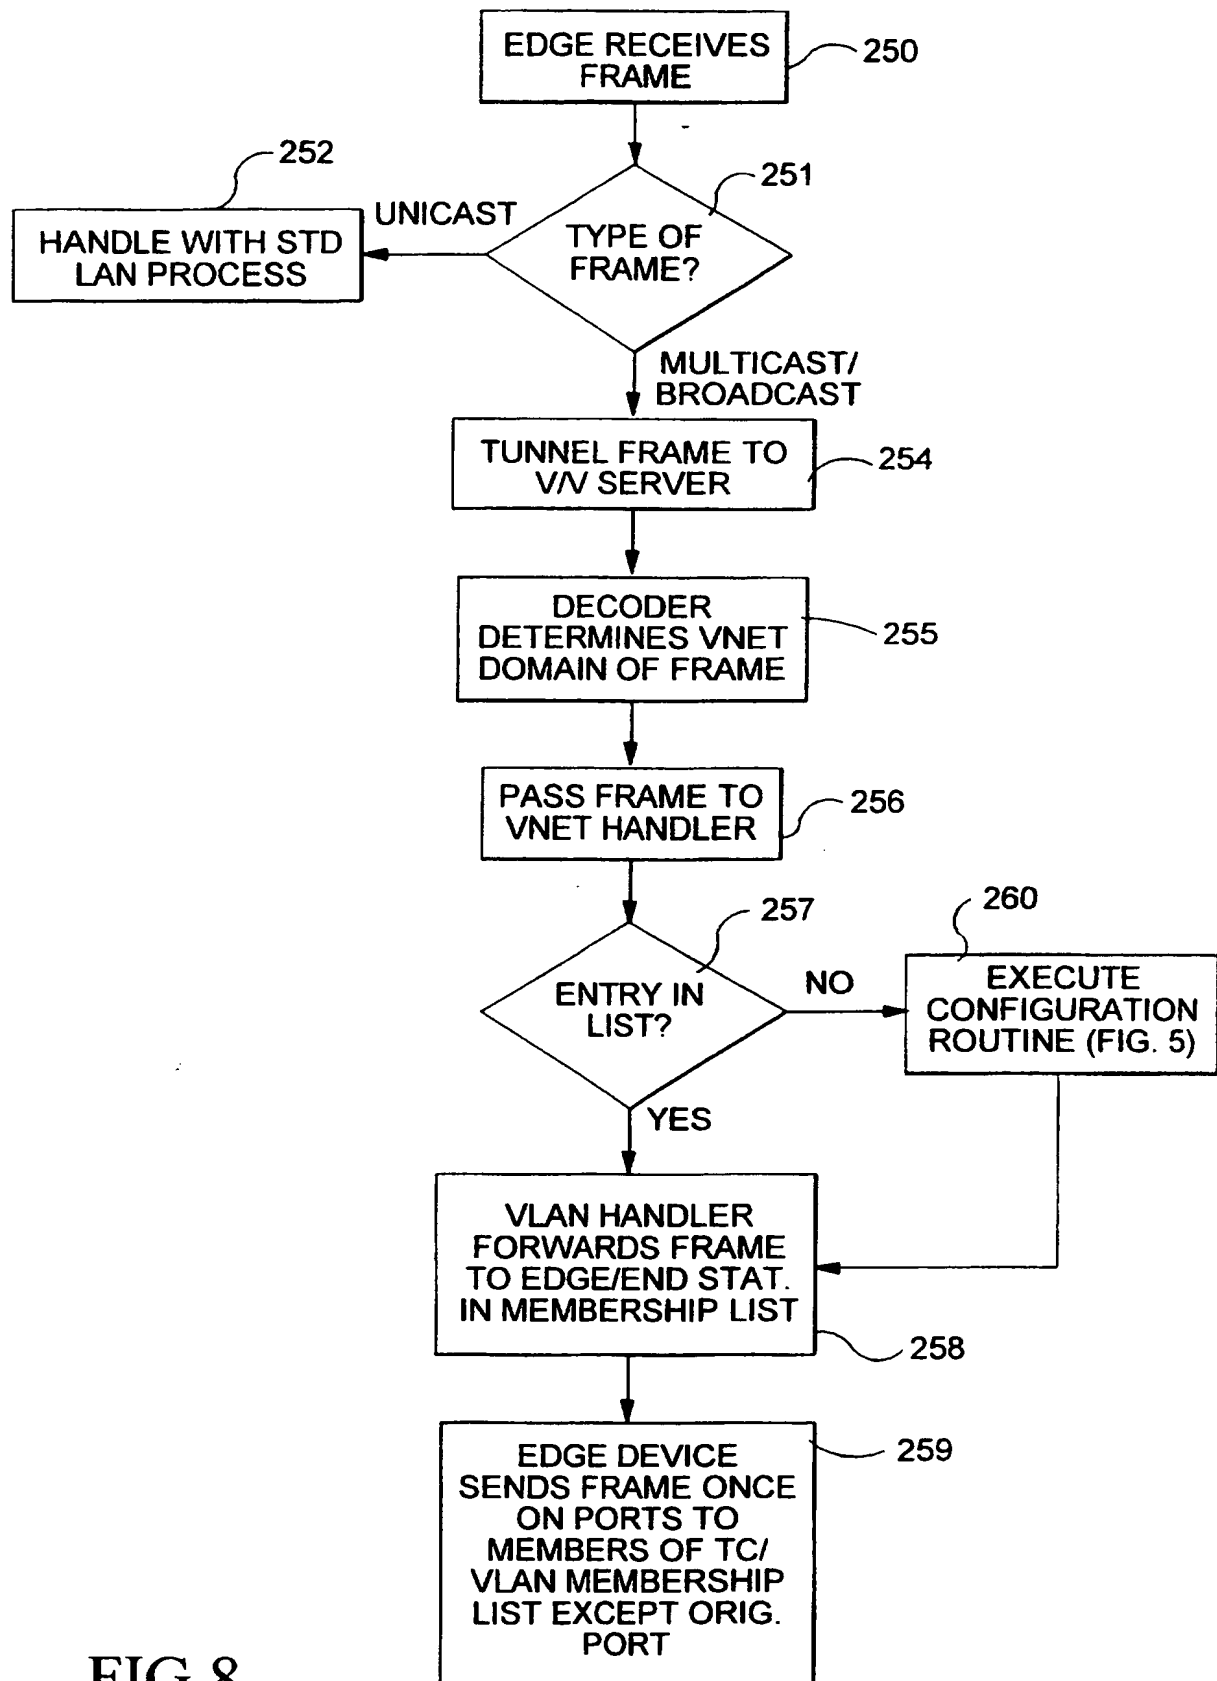 EDGE RECEIVES
FRAME
250
252
251
UNICAST
HANDLE WITH STD
LAN PROCESS
TYPE OF
FRAME?
MULTICAST/
BROADCAST
TUNNEL FRAME TO
V/V SERVER
254
DECODER
DETERMINES VNET
DOMAIN OF FRAME
255
PASS FRAME TO
VNET HANDLER
256
257
260
ENTRY IN
LIST?
NO
EXECUTE
CONFIGURATION
ROUTINE (FIG. 5)
YES
VLAN HANDLER
FORWARDS FRAME
TO EDGE/END STAT.
IN MEMBERSHIP LIST
258
EDGE DEVICE
SENDS FRAME ONCE
ON PORTS TO
MEMBERS OF TC/
VLAN MEMBERSHIP
LIST EXCEPT ORIG.
PORT
259
FIG 8